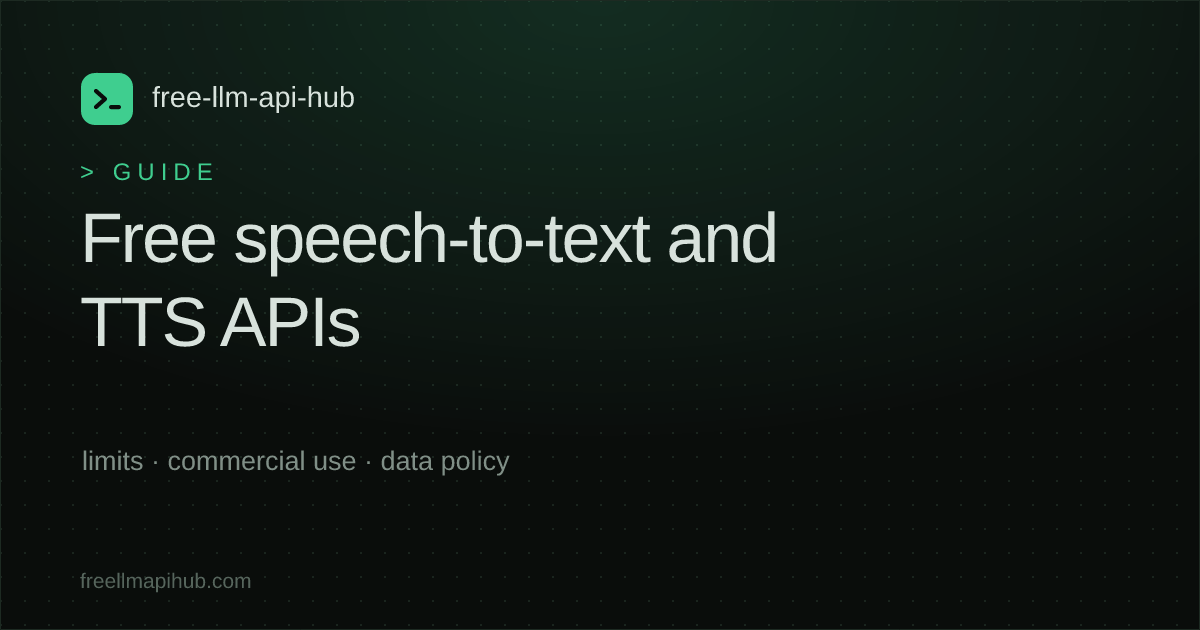 free-llm-api-hub
> GUIDE
Free speech-to-text and
TTS APIs
limits · commercial use · data policy
freellmapihub.com